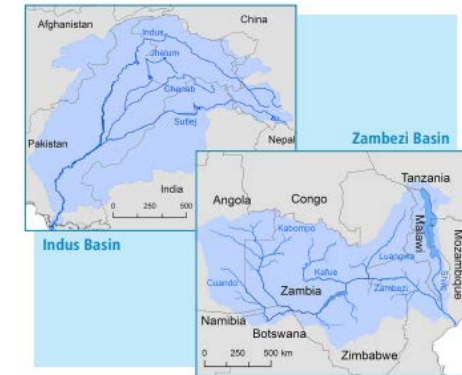 Afghanistan
China
Indus
Jhelum
Chenab
Sutlej
Pakistan
Nepal
India
0 250 500
Indus Basin
Zambezi Basin
Tanzania
Angola
Congo
Malawi
Mozambique
Kabompo
Luangwa
Kafue
Shire
Cuando
Zambia
Zambezi
Namibia
Botswana
Zimbabwe
0 250 500 km